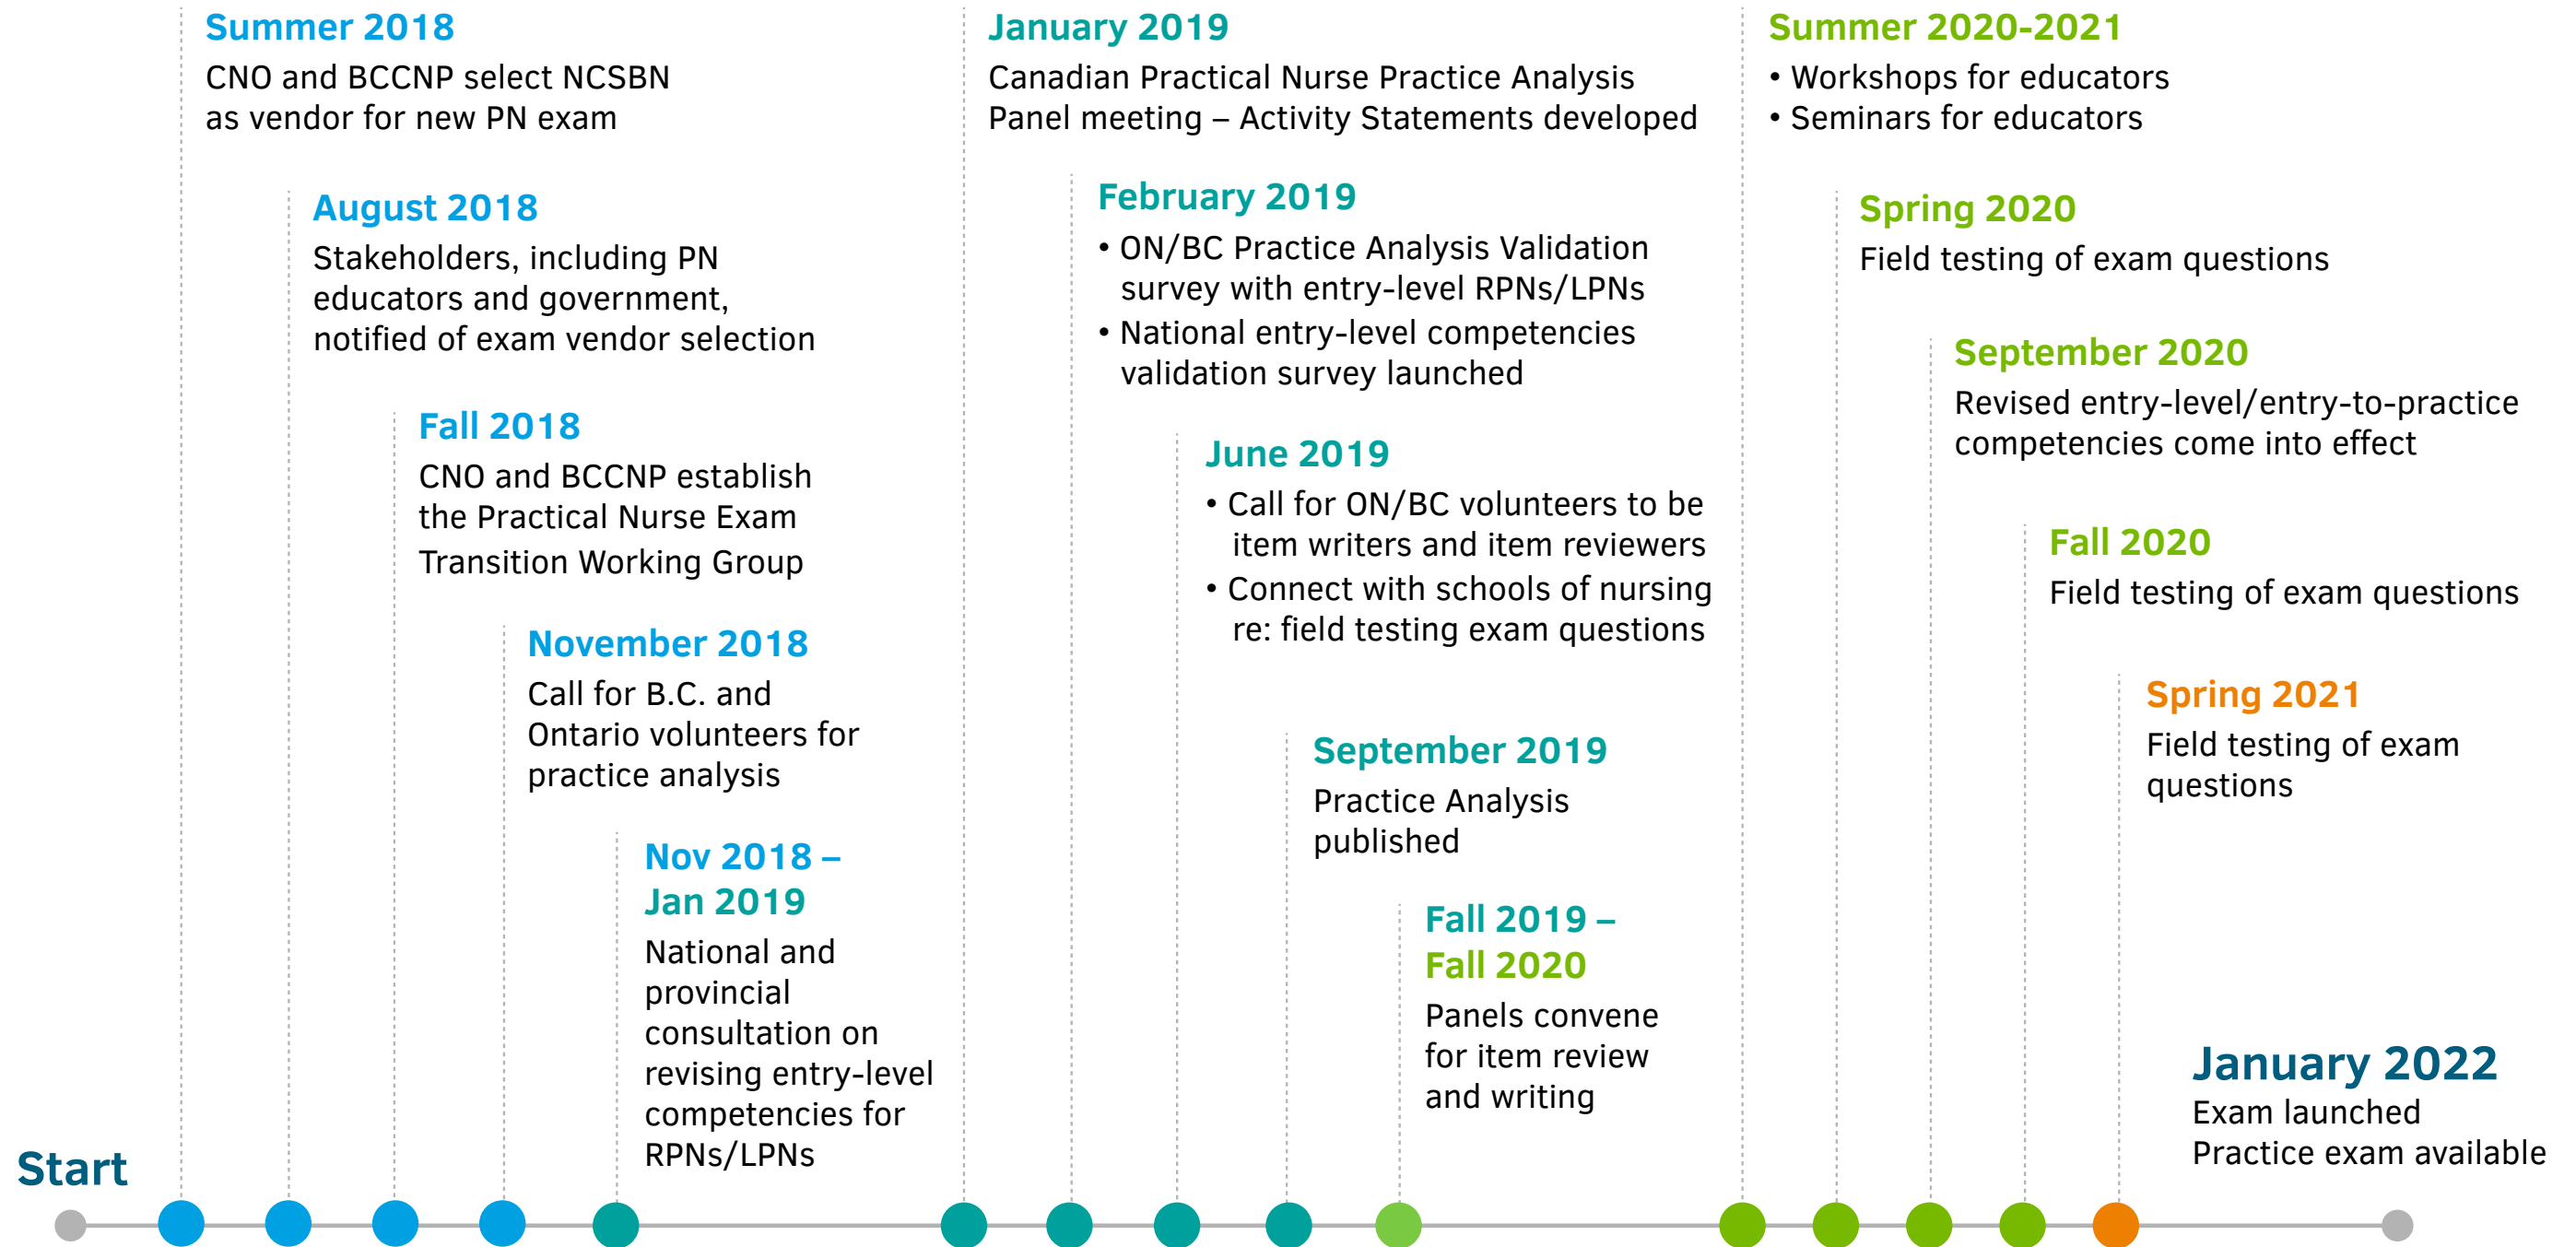 Start
Summer 2018
CNO and BCCNP select NCSBN
as vendor for new PN exam
August 2018
Stakeholders, including PN
educators and government,
notified of exam vendor selection
Fall 2018
CNO and BCCNP establish
the Practical Nurse Exam
Transition Working Group
November 2018
Call for B.C. and
Ontario volunteers for
practice analysis
Nov 2018 –
Jan 2019
National and
provincial
consultation on
revising entry-level
competencies for
RPNs/LPNs
January 2019
Canadian Practical Nurse Practice Analysis
Panel meeting – Activity Statements developed
February 2019
• ON/BC Practice Analysis Validation
survey with entry-level RPNs/LPNs
• National entry-level competencies
validation survey launched
June 2019
• Call for ON/BC volunteers to be
item writers and item reviewers
• Connect with schools of nursing
re: field testing exam questions
September 2019
Practice Analysis
published
Fall 2019 –
Fall 2020
Panels convene
for item review
and writing
Summer 2020-2021
• Workshops for educators
• Seminars for educators
Spring 2020
Field testing of exam questions
September 2020
Revised entry-level/entry-to-practice
competencies come into effect
Fall 2020
Field testing of exam questions
Spring 2021
Field testing of exam
questions
January 2022
Exam launched
Practice exam available